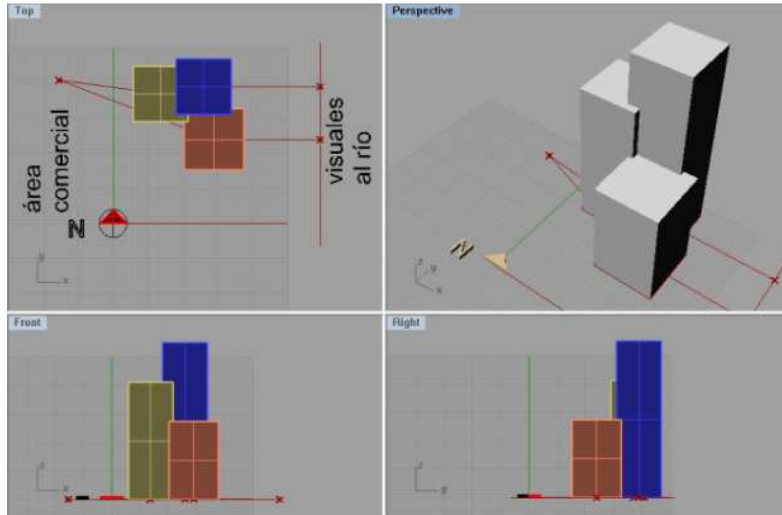 Top
área
comercial
visuales
al río
N
x
Perspective
N
z
y
x
Front
z
x
Right
z
y